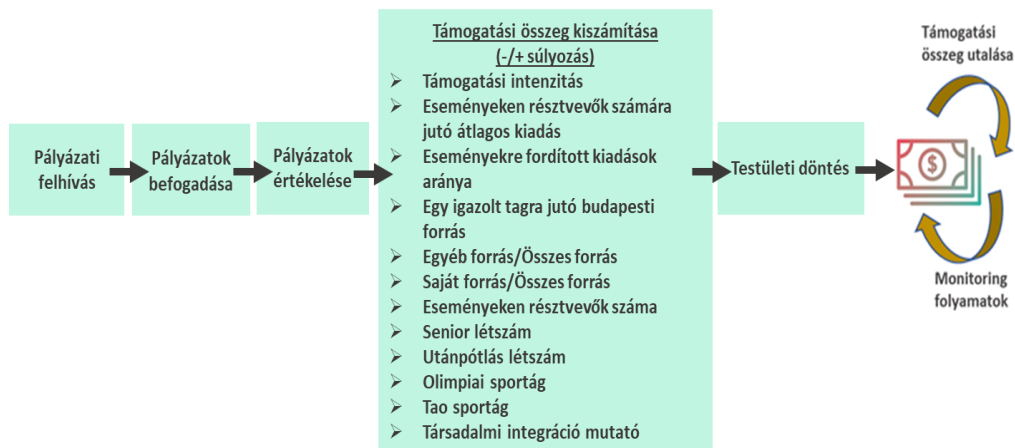 Pályázati
felhívás
Pályázatok
befogadása
Pályázatok
értékelése
Támogatási összeg kiszámítása
(-/+ súlyozás)
Támogatási intenzitás
Eseményeken résztvevők számára
jutó átlagos kiadás
Eseményekre fordított kiadások
aránya
Egy igazolt tagra jutó budapesti
forrás
Egyéb forrás/Összes forrás
Saját forrás/Összes forrás
Eseményeken résztvevők száma
Senior létszám
Utánpótlás létszám
Olimpiai sportág
Tao sportág
Társadalmi integráció mutató
Testületi döntés
Támogatási
összeg utalása
$
Monitoring
folyamatok